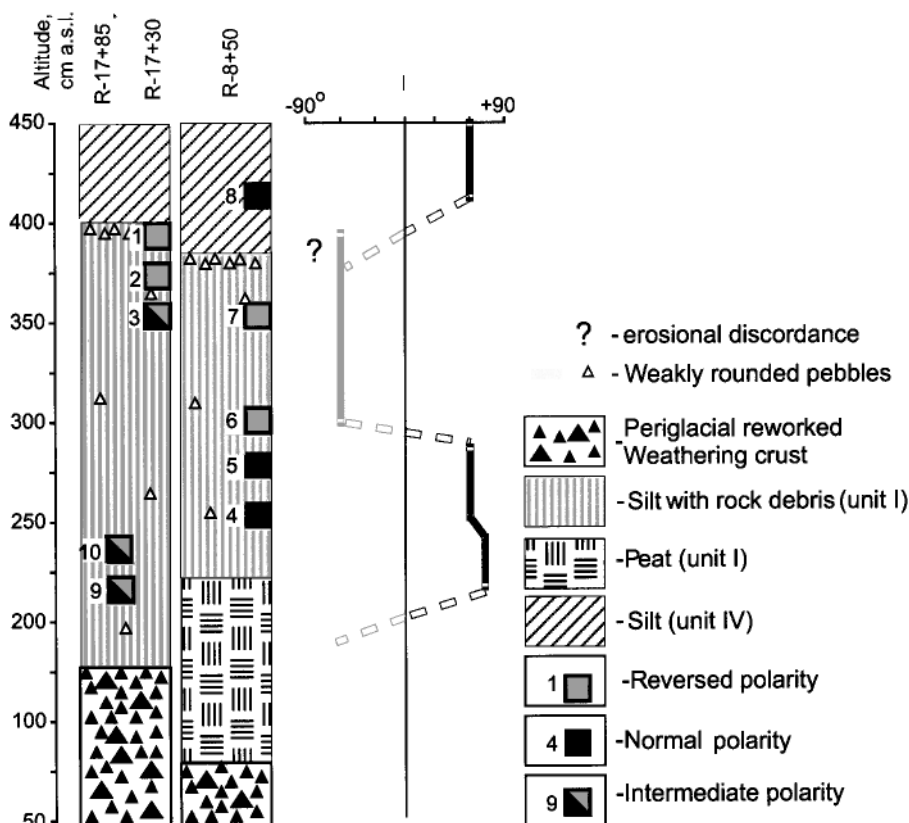 Altitude,
cm a.s.l.
R-17+85
R-17+30
R-8+50
I
-90° +90
450
400
350
300
250
200
100
50
8
1
2
3
7
6
5
4
10
9
?
? - erosional discordance
- Weakly rounded pebbles
-Periglacial reworked
Weathering crust
-Silt with rock debris (unit I)
-Peat (unit I)
-Silt (unit IV)
1 -Reversed polarity
4 -Normal polarity
9 -Intermediate polarity